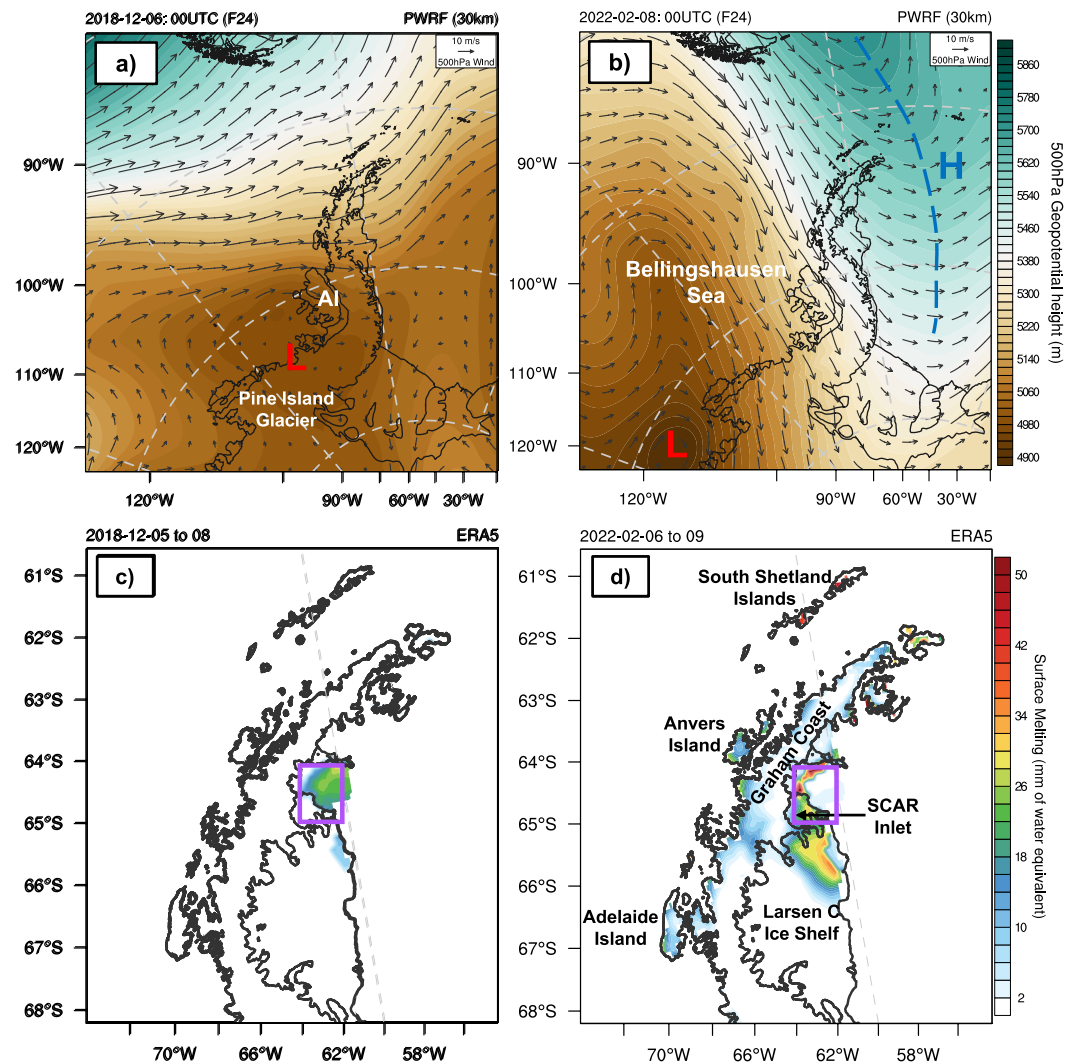 2018-12-06: 00UTC (F24)
PWRF (30km)
a)
10 m/s
500hPa Wind
90°W
100°W
110°W
120°W
AI
L
Pine Island
Glacier
120°W
90°W
60°W
30°W
2022-02-08: 00UTC (F24)
PWRF (30km)
b)
10 m/s
500hPa Wind
H
90°W
100°W
110°W
120°W
Bellingshausen
Sea
L
120°W
90°W
60°W
30°W
5860
5780
5700
5620
5540
5460
5380
5300
5220
5140
5060
4980
4900
500hPa Geopotential height (m)
2018-12-05 to 08
ERA5
c)
61°S
62°S
63°S
64°S
65°S
66°S
67°S
68°S
70°W
66°W
62°W
58°W
2022-02-06 to 09
ERA5
d)
61°S
62°S
63°S
64°S
65°S
66°S
67°S
68°S
South Shetland
Islands
Anvers
Island
Graham Coast
SCAR
Inlet
Larsen C
Ice Shelf
Adelaide
Island
70°W
66°W
62°W
58°W
50
42
34
26
18
10
2
Surface Melting (mm of water equivalent)